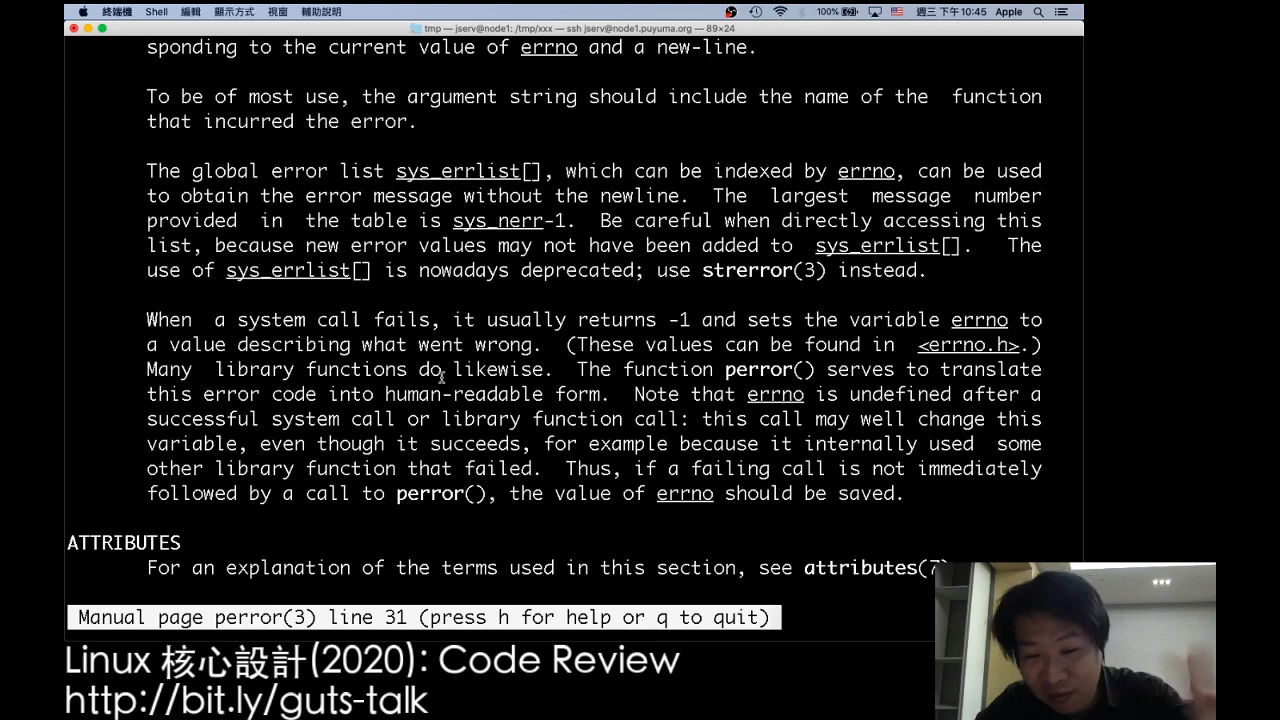 終端機 Shell 編輯 顯示方式 視窗 輔助說明 100% 週三 下午 10:45 Apple
tmp — jserv@node1: /tmp/xxx — ssh jserv@node1.puyuma.org — 89×24
sponding to the current value of errno and a new-line.
To be of most use, the argument string should include the name of the function
that incurred the error.
The global error list sys_errlist[], which can be indexed by errno, can be used
to obtain the error message without the newline. The largest message number
provided in the table is sys_nerr-1. Be careful when directly accessing this
list, because new error values may not have been added to sys_errlist[]. The
use of sys_errlist[] is nowadays deprecated; use strerror(3) instead.
When a system call fails, it usually returns -1 and sets the variable errno to
a value describing what went wrong. (These values can be found in <errno.h>.)
Many library functions do likewise. The function perror() serves to translate
this error code into human-readable form. Note that errno is undefined after a
successful system call or library function call: this call may well change this
variable, even though it succeeds, for example because it internally used some
other library function that failed. Thus, if a failing call is not immediately
followed by a call to perror(), the value of errno should be saved.
ATTRIBUTES
For an explanation of the terms used in this section, see attributes(7)
Manual page perror(3) line 31 (press h for help or q to quit)
Linux 核心設計(2020): Code Review
http://bit.ly/guts-talk